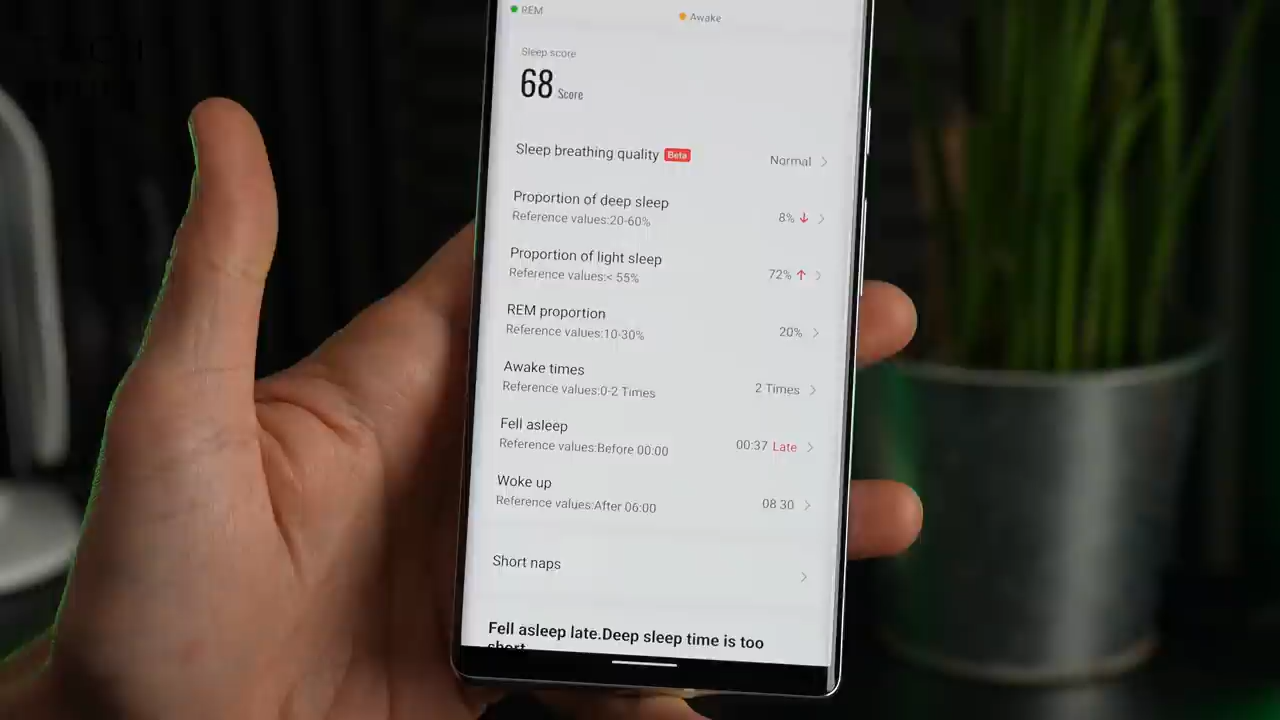 REM
Awake
Sleep score
68 Score
Sleep breathing quality Beta Normal
Proportion of deep sleep
Reference values:20-60% 8% ↓
Proportion of light sleep
Reference values:< 55% 72% ↑
REM proportion
Reference values:10-30% 20%
Awake times
Reference values:0-2 Times 2 Times
Fell asleep
Reference values:Before 00:00 00:37 Late
Woke up
Reference values:After 06:00 08 30
Short naps
Fell asleep late.Deep sleep time is too
short